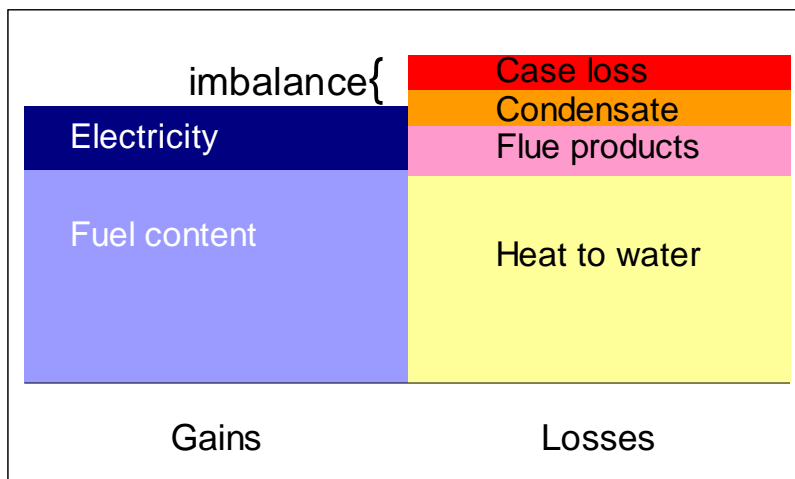 imbalance{
Electricity
Fuel content
Case loss
Condensate
Flue products
Heat to water
Gains
Losses